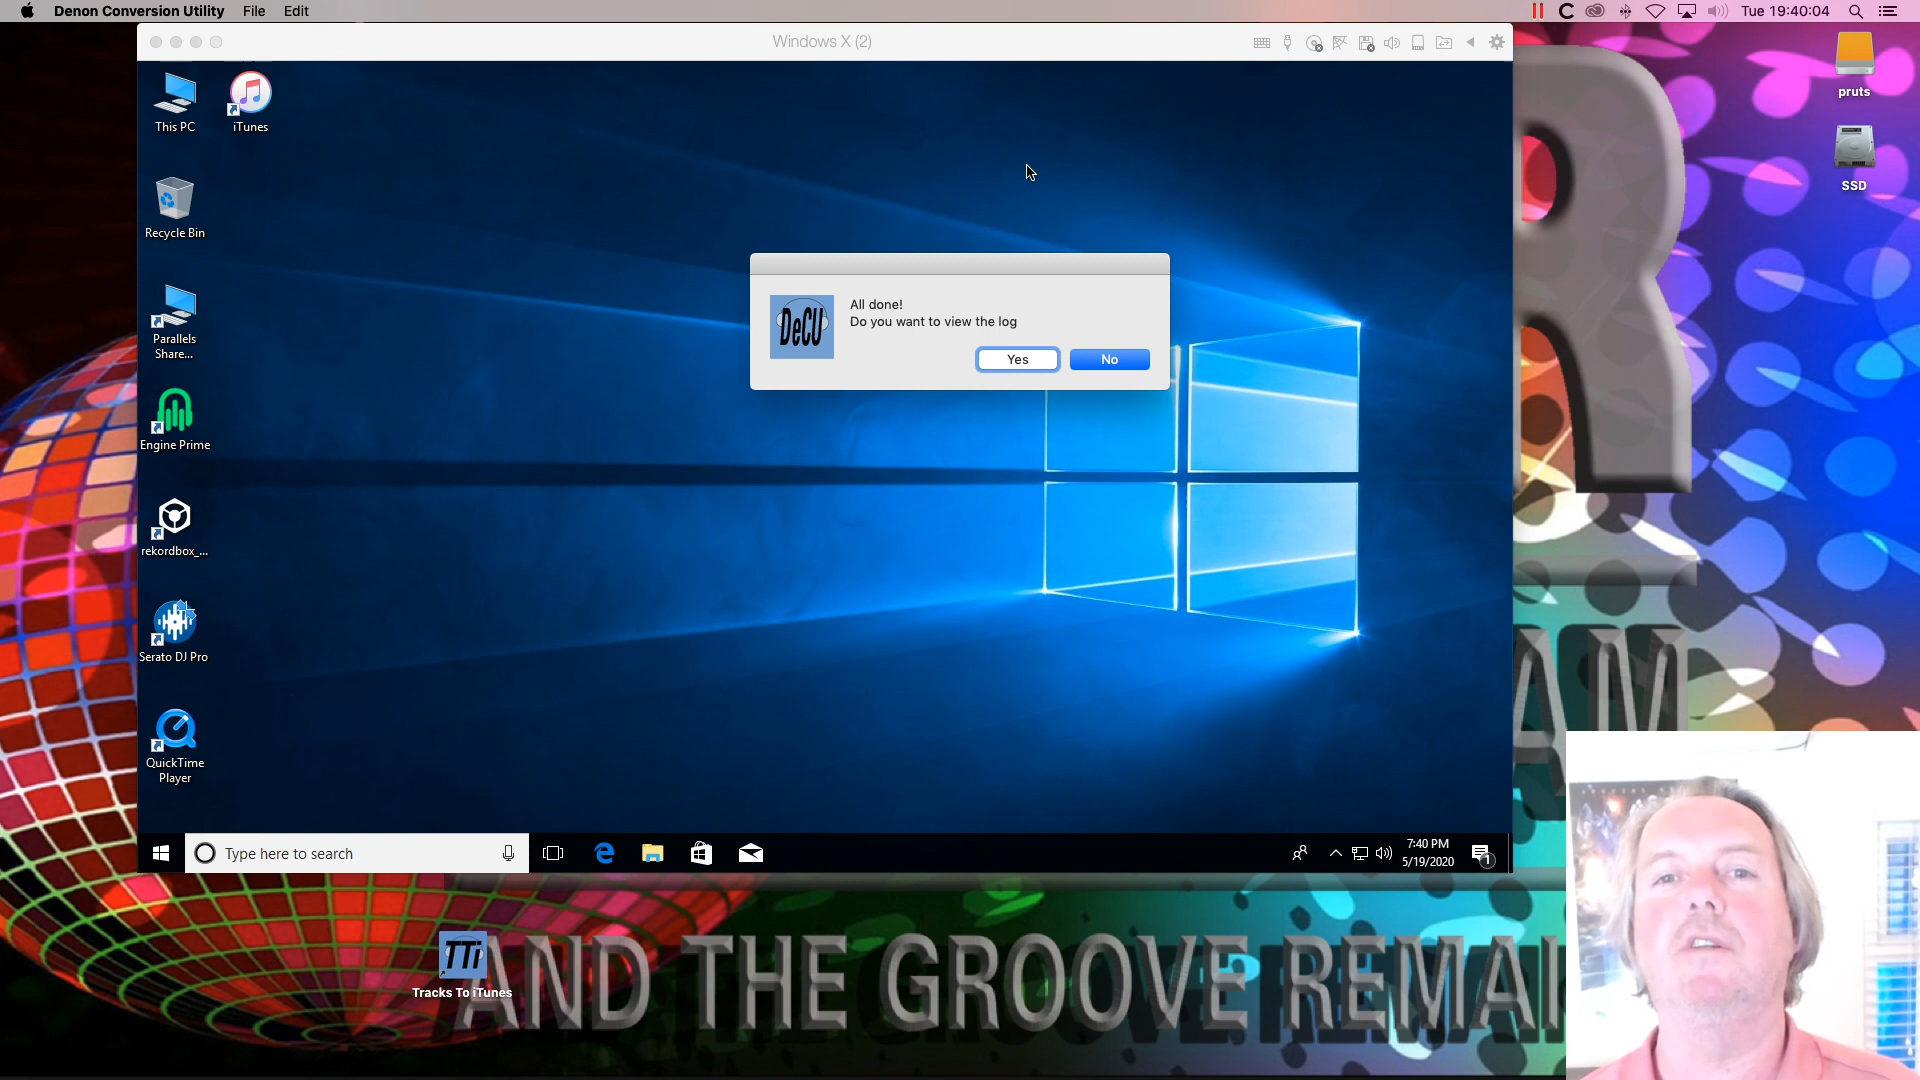 Denon Conversion Utility File Edit
Tue 19:40:04
Windows X (2)
This PC
iTunes
pruts
SSD
Recycle Bin
Parallels
Share...
Engine Prime
rekordbox_...
Serato DJ Pro
QuickTime
Player
DeCU
All done!
Do you want to view the log
Yes
No
R
AM
Type here to search
7:40 PM
5/19/2020
1
TTi
Tracks To iTunes
AND THE GROOVE REMAI